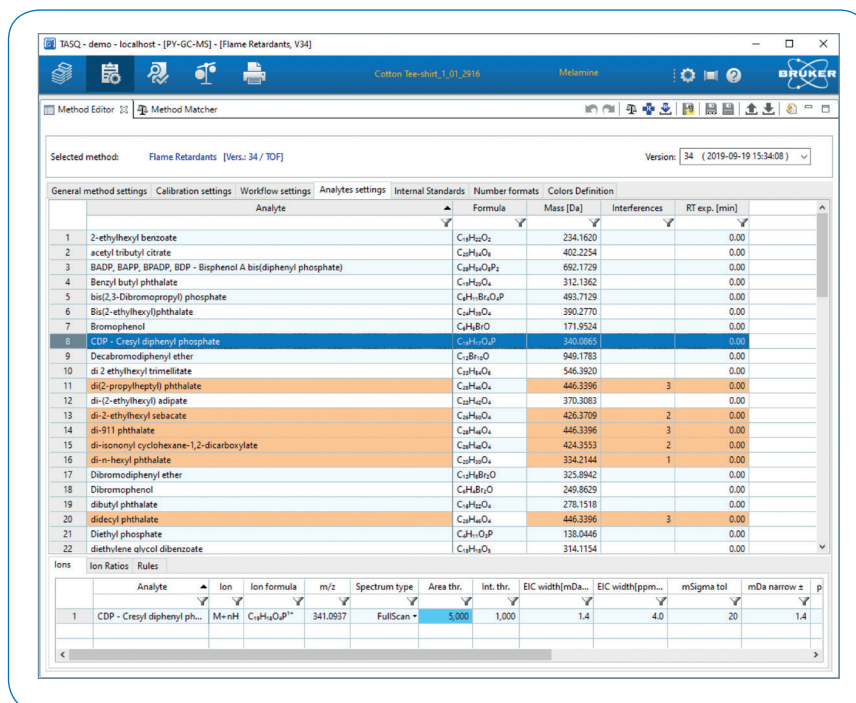 TASQ - demo - localhost - [PY-GC-MS] - [Flame Retardants, V34]
Cotton Tee-shirt_1_01_2916 Melamine BRUKER
Method Editor Method Matcher
Selected method: Flame Retardants [Vers.: 34 / TOF] Version: 34 (2019-09-19 15:34:08)
General method settings Calibration settings Workflow settings Analytes settings Internal Standards Number formats Colors Definition
Analyte Formula Mass [Da] Interferences RT exp. [min]
1 2-ethylhexyl benzoate C₁₅H₂₂O₂ 234.1620 0.00
2 acetyl tributyl citrate C₂₀H₃₄O₈ 402.2254 0.00
3 BADP, BAPP, BPADP, BDP - Bisphenol A bis(diphenyl phosphate) C₃₉H₃₄O₈P₂ 692.1729 0.00
4 Benzyl butyl phthalate C₁₉H₂₀O₄ 312.1362 0.00
5 bis(2,3-Dibromopropyl) phosphate C₆H₁₁Br₄O₄P 493.7129 0.00
6 Bis(2-ethylhexyl)phthalate C₂₄H₃₈O₄ 390.2770 0.00
7 Bromophenol C₆H₅BrO 171.9524 0.00
8 CDP - Cresyl diphenyl phosphate C₁₉H₁₇O₄P 340.0865 0.00
9 Decabromodiphenyl ether C₁₂Br₁₀O 949.1783 0.00
10 di 2 ethylhexyl trimellitate C₃₃H₅₄O₆ 546.3920 0.00
11 di(2-propylheptyl) phthalate C₂₈H₄₆O₄ 446.3396 3 0.00
12 di-(2-ethylhexyl) adipate C₂₂H₄₂O₄ 370.3083 0.00
13 di-2-ethylhexyl sebacate C₂₆H₅₀O₄ 426.3709 2 0.00
14 di-911 phthalate C₂₈H₄₆O₄ 446.3396 3 0.00
15 di-isononyl cyclohexane-1,2-dicarboxylate C₂₆H₄₈O₄ 424.3553 2 0.00
16 di-n-hexyl phthalate C₂₀H₃₀O₄ 334.2144 1 0.00
17 Dibromodiphenyl ether C₁₂H₈Br₂O 325.8942 0.00
18 Dibromophenol C₆H₄Br₂O 249.8629 0.00
19 dibutyl phthalate C₁₆H₂₂O₄ 278.1518 0.00
20 didecyl phthalate C₂₈H₄₆O₄ 446.3396 3 0.00
21 Diethyl phosphate C₄H₁₁O₃P 138.0446 0.00
22 diethylene glycol dibenzoate C₁₈H₁₈O₅ 314.1154 0.00
Ions Ion Ratios Rules
Analyte Ion Ion formula m/z Spectrum type Area thr. Int. thr. EIC width[mDa... EIC width[ppm... mSigma tol mDa narrow ± p
1 CDP - Cresyl diphenyl ph... M+nH C₁₉H₁₈O₄P¹⁺ 341.0937 FullScan 5,000 1,000 1.4 4.0 20 1.4